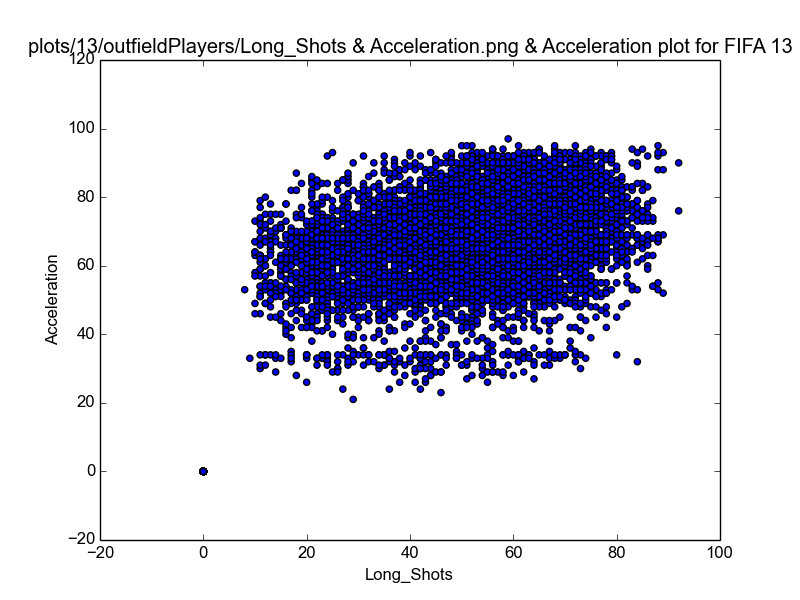 plots/13/outfieldPlayers/Long_Shots & Acceleration.png & Acceleration plot for FIFA 13
120
100
80
60
40
20
0
−20
Acceleration
−20 0 20 40 60 80 100
Long_Shots